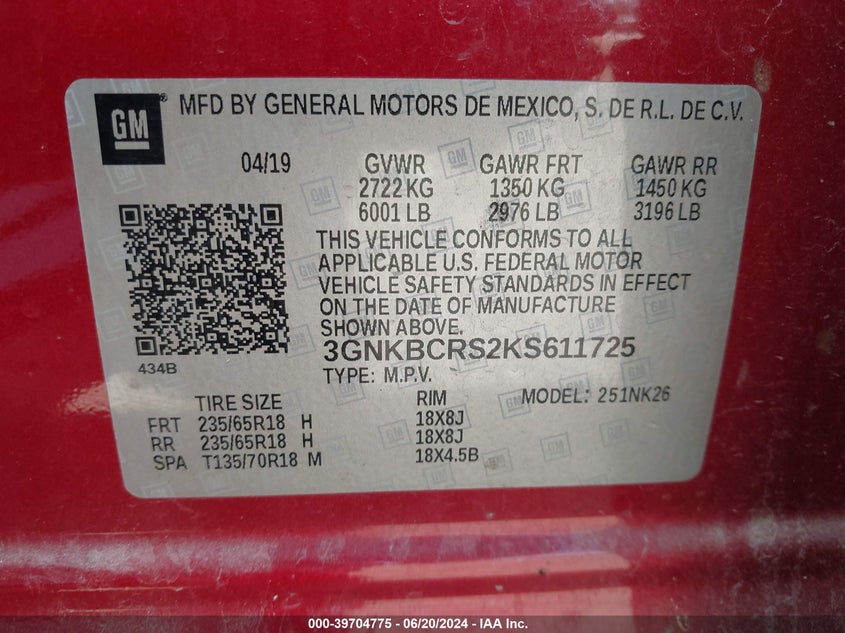 GM ® MFD BY GENERAL MOTORS DE MEXICO, S. DE R.L. DE C.V.
04/19 GVWR GAWR FRT GAWR RR
2722 KG 1350 KG 1450 KG
6001 LB 2976 LB 3196 LB
THIS VEHICLE CONFORMS TO ALL
APPLICABLE U.S. FEDERAL MOTOR
VEHICLE SAFETY STANDARDS IN EFFECT
ON THE DATE OF MANUFACTURE
SHOWN ABOVE.
3GNKBCRS2KS611725
434B
TYPE: M.P.V. MODEL: 251NK26
TIRE SIZE RIM
FRT 235/65R18 H 18X8J
RR 235/65R18 H 18X8J
SPA T135/70R18 M 18X4.5B
000-39704775 - 06/20/2024 - IAA Inc.